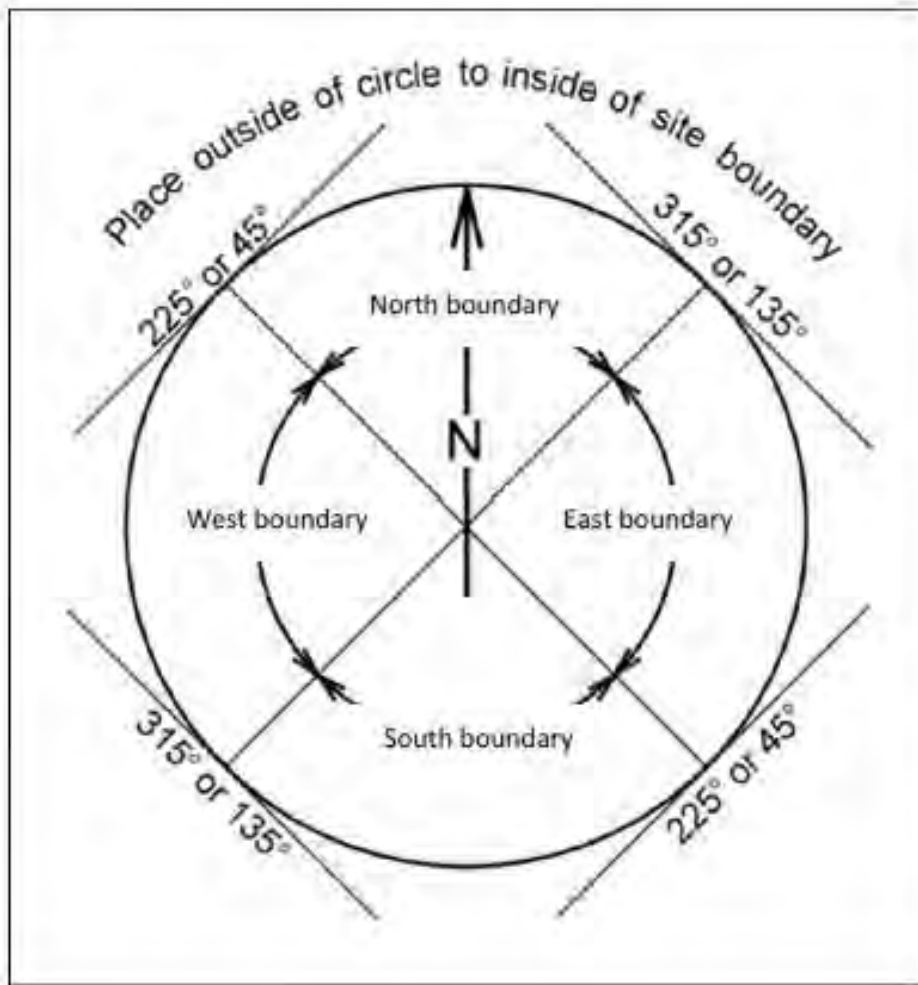 Place outside of circle to inside of site boundary
225° or 45°
315° or 135°
North boundary
N
West boundary
East boundary
South boundary
315° or 135°
225° or 45°